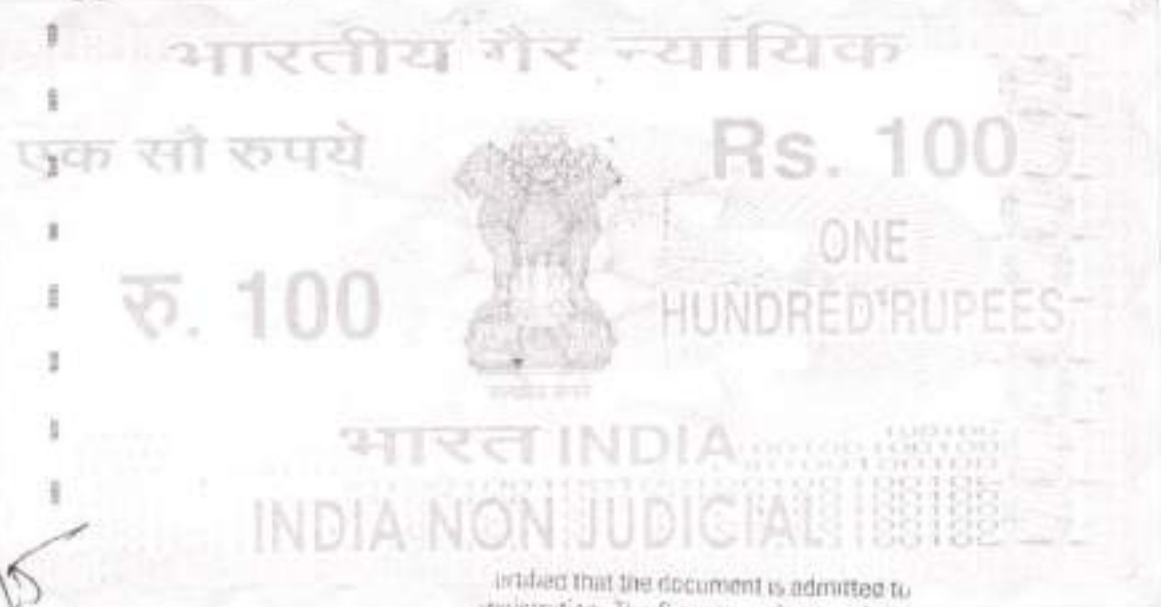 भारतीय गैर न्यायिक
एक सौ रुपये
Rs. 100
रु. 100
ONE
HUNDRED RUPEES
भारत INDIA
INDIA NON JUDICIAL
that the document is admitted to